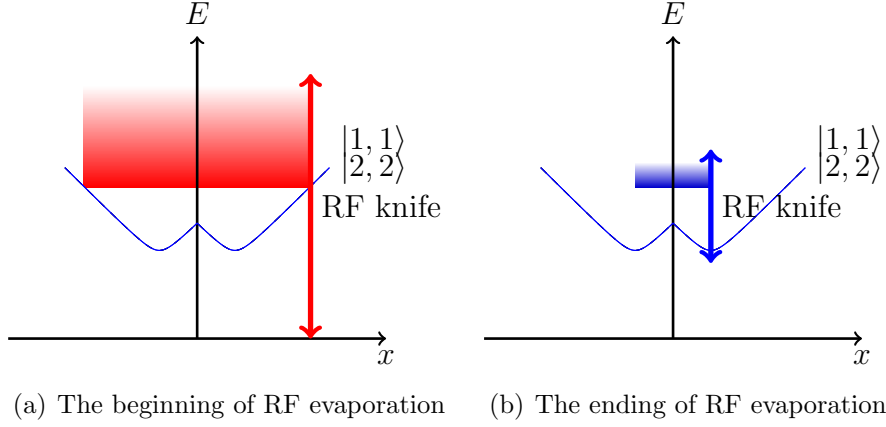 E
|1, 1⟩
|2, 2⟩
RF knife
x
(a) The beginning of RF evaporation
E
|1, 1⟩
|2, 2⟩
RF knife
x
(b) The ending of RF evaporation